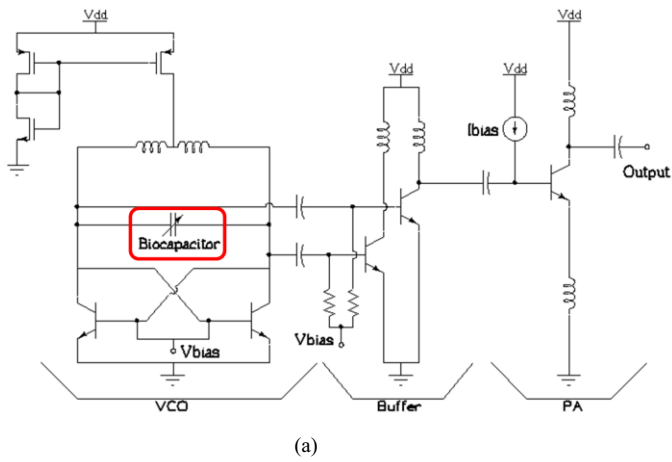 Vdd
Vdd
Vdd
Vdd
Ibias
Output
Biocapacitor
Vbias
Vbias
VCO
Buffer
PA
(a)